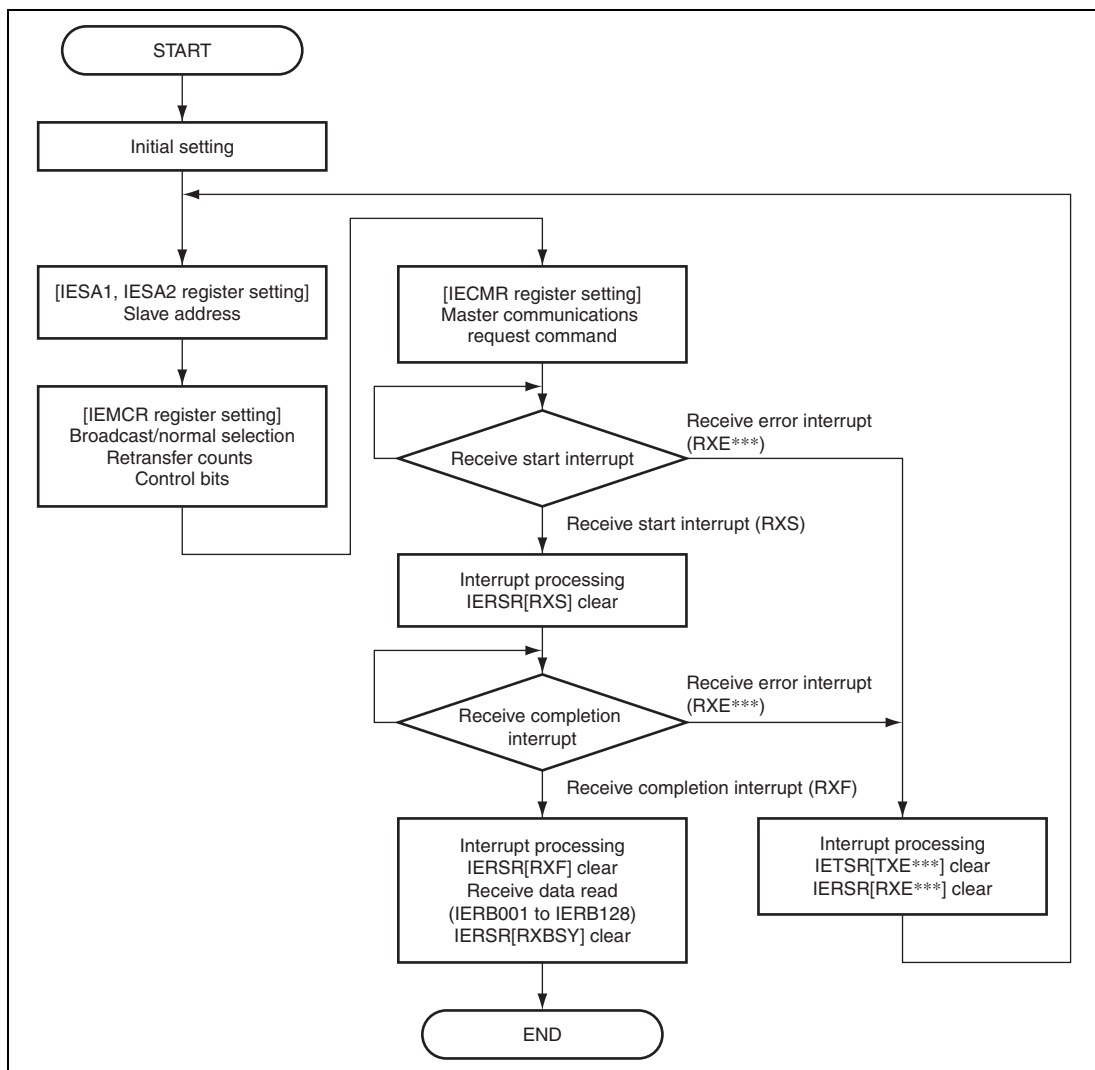 START
Initial setting
[IESA1, IESA2 register setting]
Slave address
[IEMCR register setting]
Broadcast/normal selection
Retransfer counts
Control bits
[IECMR register setting]
Master communications
request command
Receive start interrupt
Receive error interrupt
(RXE***)
Receive start interrupt (RXS)
Interrupt processing
IERSR[RXS] clear
Receive completion
interrupt
Receive error interrupt
(RXE***)
Receive completion interrupt (RXF)
Interrupt processing
IERSR[RXF] clear
Receive data read
(IERB001 to IERB128)
IERSR[RXBSY] clear
Interrupt processing
IETSR[TXE***] clear
IERSR[RXE***] clear
END